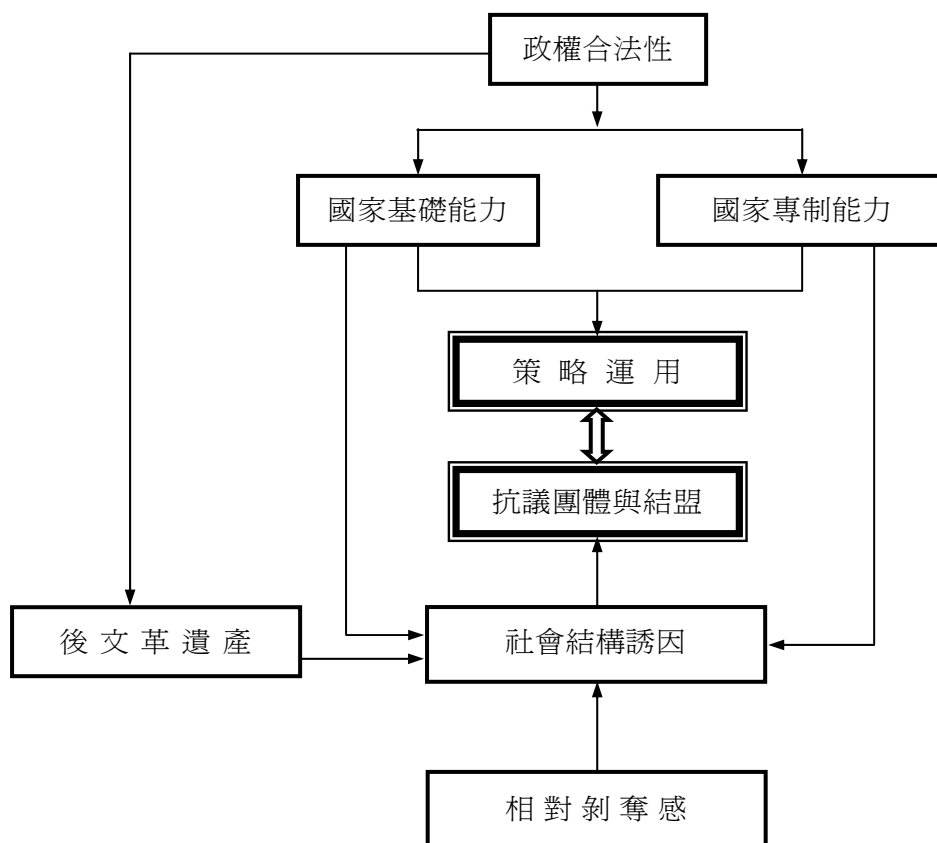 政權合法性
國家基礎能力
國家專制能力
策略運用
抗議團體與結盟
後文革遺產
社會結構誘因
相對剝奪感